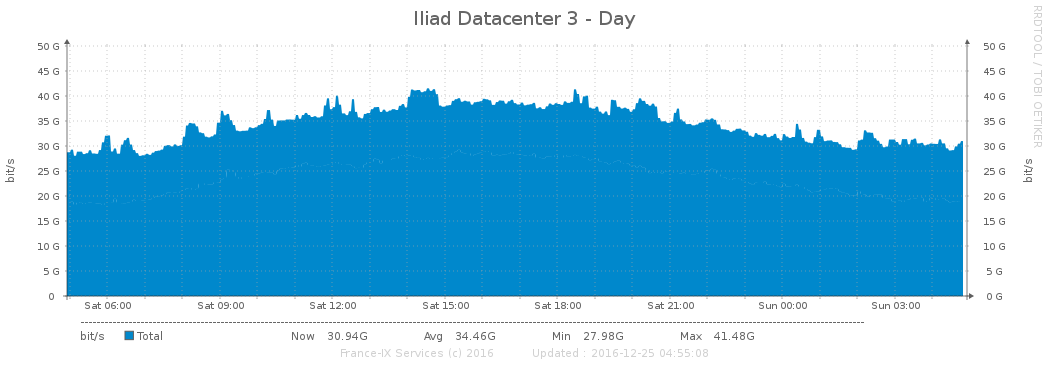 Iliad Datacenter 3 - Day
RRDTOOL / TOBI OETIKER
bit/s
50 G
45 G
40 G
35 G
30 G
25 G
20 G
15 G
10 G
5 G
0
50 G
45 G
40 G
35 G
30 G
25 G
20 G
15 G
10 G
5 G
0 G
bit/s
Sat 06:00 Sat 09:00 Sat 12:00 Sat 15:00 Sat 18:00 Sat 21:00 Sun 00:00 Sun 03:00
bit/s Total Now 30.94G Avg 34.46G Min 27.98G Max 41.48G
France-IX Services (c) 2016 Updated : 2016-12-25 04:55:08